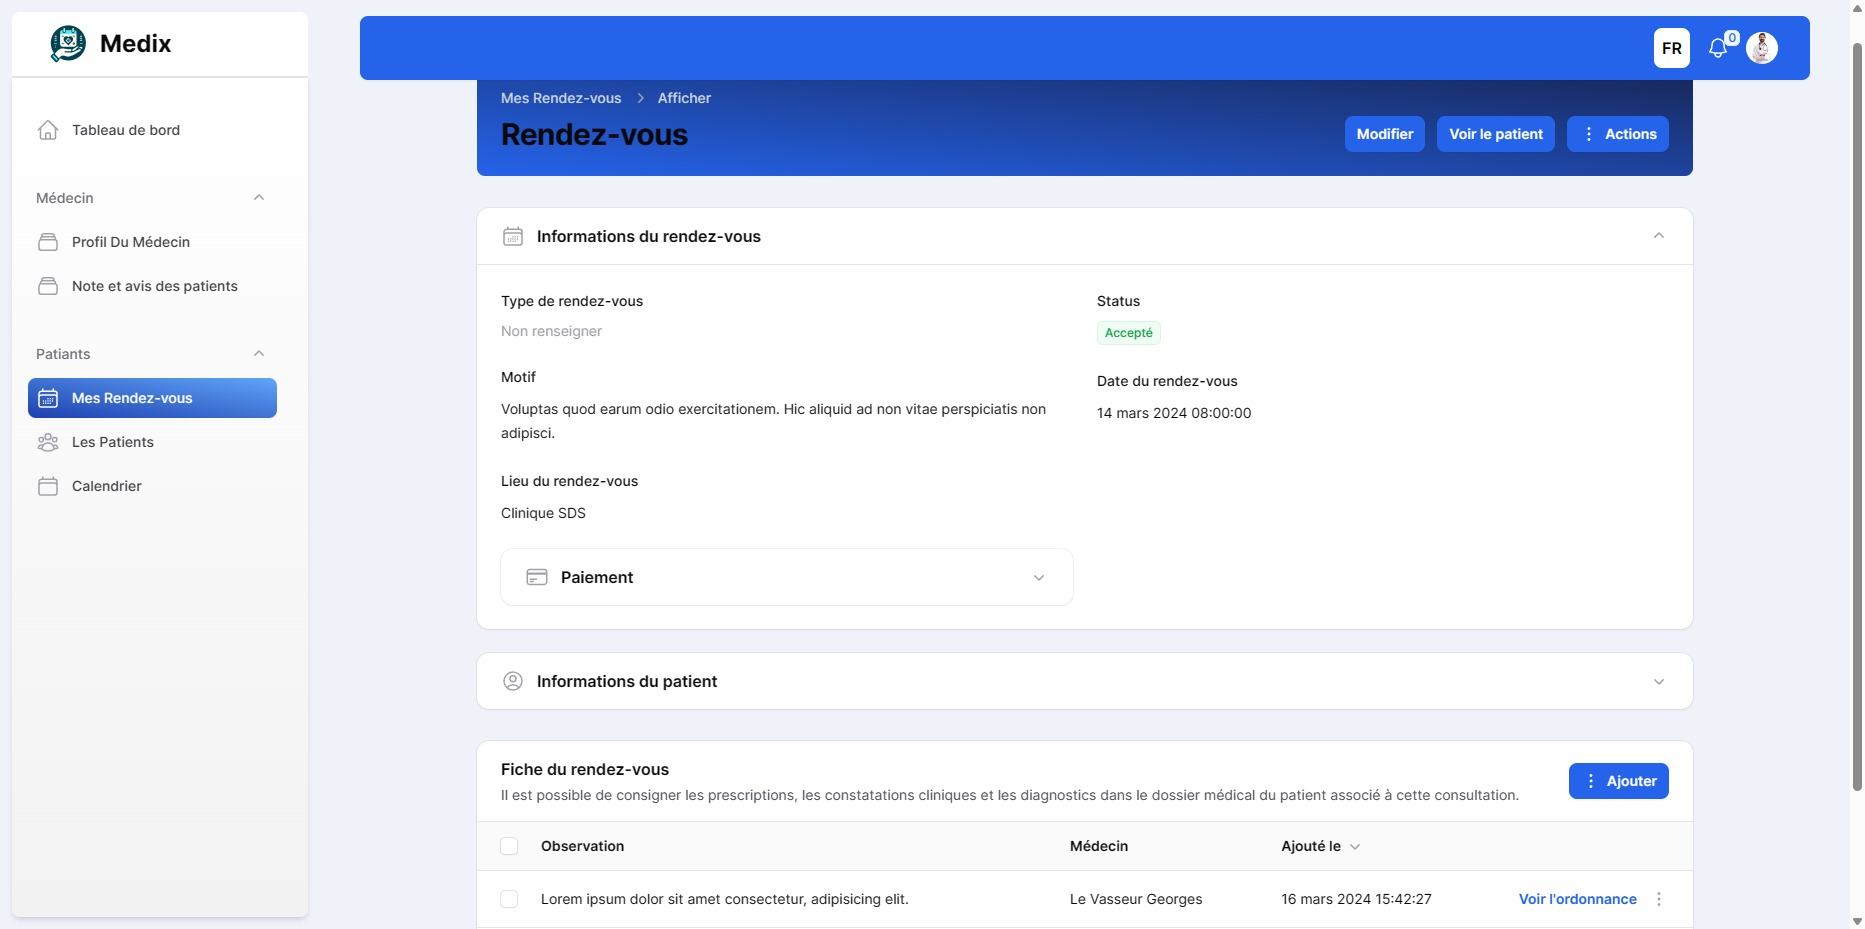 Medix
FR
0
Tableau de bord
Médecin
Profil Du Médecin
Note et avis des patients
Patiants
Mes Rendez-vous
Les Patients
Calendrier
Mes Rendez-vous > Afficher
Rendez-vous
Modifier
Voir le patient
Actions
Informations du rendez-vous
Type de rendez-vous
Non renseigner
Status
Accepté
Motif
Voluptas quod earum odio exercitationem. Hic aliquid ad non vitae perspiciatis non
adipisci.
Date du rendez-vous
14 mars 2024 08:00:00
Lieu du rendez-vous
Clinique SDS
Paiement
Informations du patient
Fiche du rendez-vous
Il est possible de consigner les prescriptions, les constatations cliniques et les diagnostics dans le dossier médical du patient associé à cette consultation.
Ajouter
Observation Médecin Ajouté le
Lorem ipsum dolor sit amet consectetur, adipisicing elit. Le Vasseur Georges 16 mars 2024 15:42:27 Voir l'ordonnance